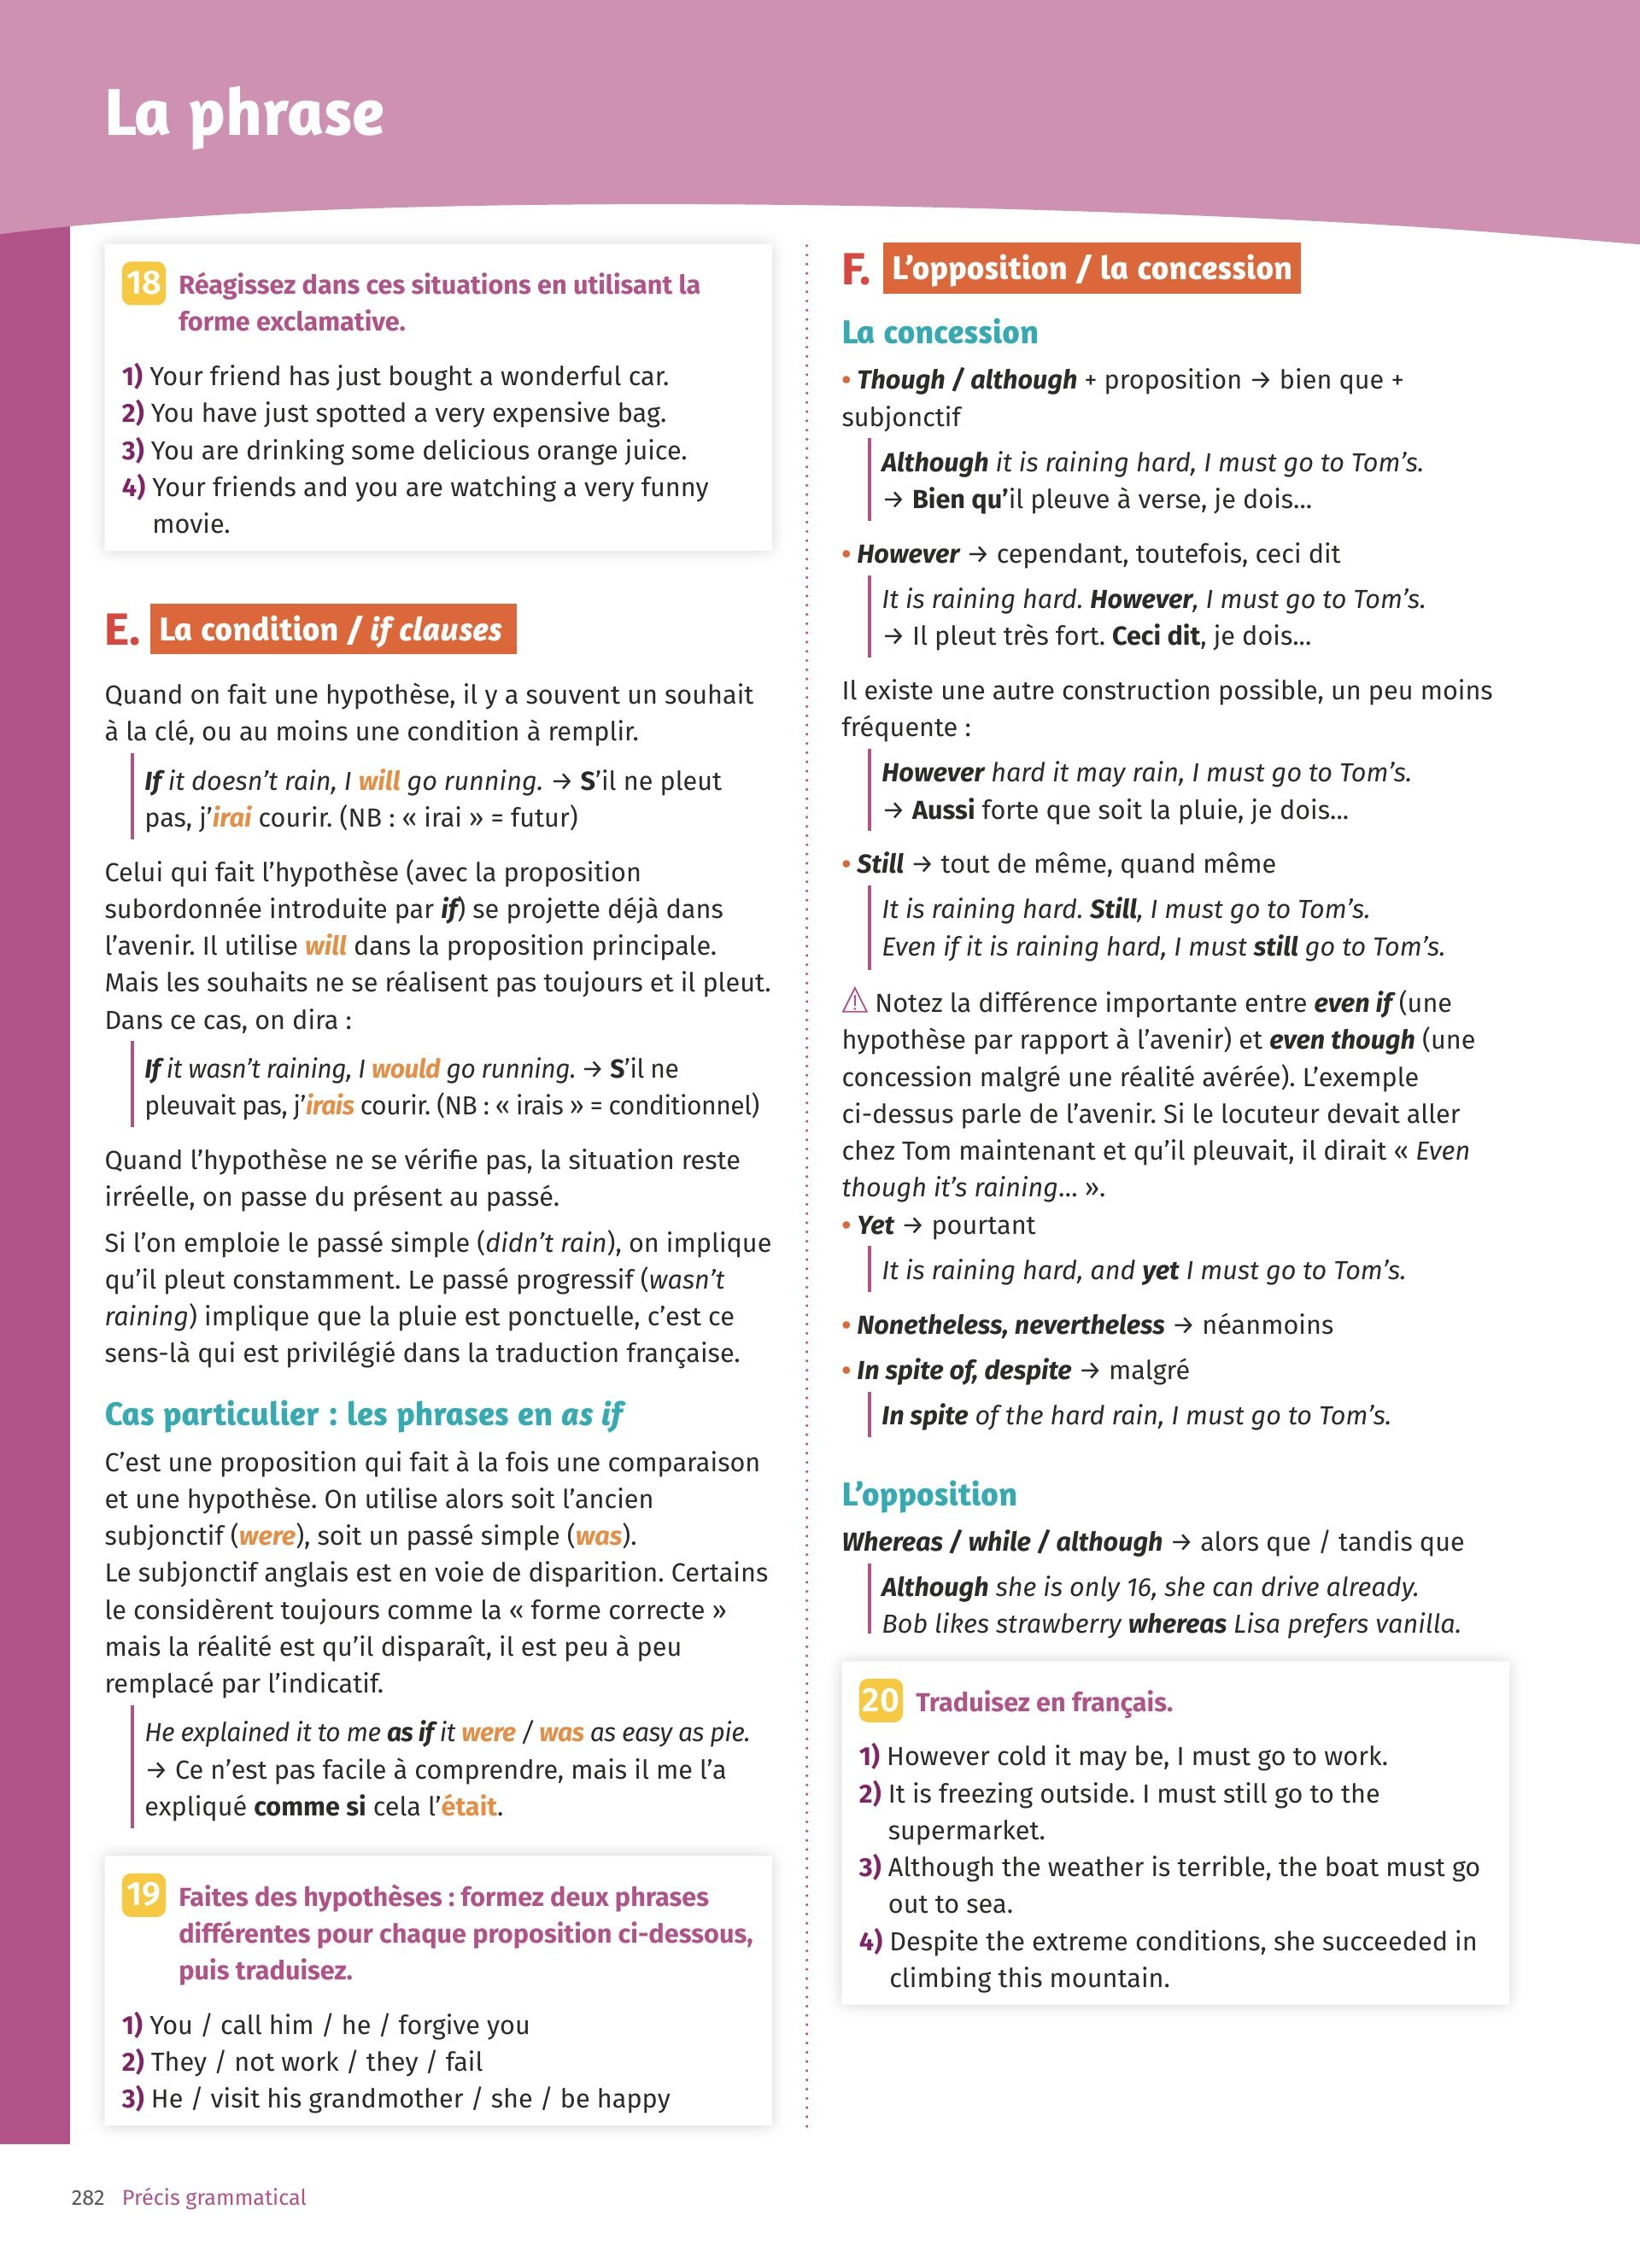 La phrase
18 Réagissez dans ces situations en utilisant la
forme exclamative.
1) Your friend has just bought a wonderful car.
2) You have just spotted a very expensive bag.
3) You are drinking some delicious orange juice.
4) Your friends and you are watching a very funny
movie.
E. La condition / if clauses
Quand on fait une hypothèse, il y a souvent un souhait
à la clé, ou au moins une condition à remplir.
If it doesn’t rain, I will go running. → S’il ne pleut
pas, j’irai courir. (NB : « irai » = futur)
Celui qui fait l’hypothèse (avec la proposition
subordonnée introduite par if) se projette déjà dans
l’avenir. Il utilise will dans la proposition principale.
Mais les souhaits ne se réalisent pas toujours et il pleut.
Dans ce cas, on dira :
If it wasn’t raining, I would go running. → S’il ne
pleuvait pas, j’irais courir. (NB : « irais » = conditionnel)
Quand l’hypothèse ne se vérifie pas, la situation reste
irréelle, on passe du présent au passé.
Si l’on emploie le passé simple (didn’t rain), on implique
qu’il pleut constamment. Le passé progressif (wasn’t
raining) implique que la pluie est ponctuelle, c’est ce
sens-là qui est privilégié dans la traduction française.
Cas particulier : les phrases en as if
C’est une proposition qui fait à la fois une comparaison
et une hypothèse. On utilise alors soit l’ancien
subjonctif (were), soit un passé simple (was).
Le subjonctif anglais est en voie de disparition. Certains
le considèrent toujours comme la « forme correcte »
mais la réalité est qu’il disparaît, il est peu à peu
remplacé par l’indicatif.
He explained it to me as if it were / was as easy as pie.
→ Ce n’est pas facile à comprendre, mais il me l’a
expliqué comme si cela l’était.
19 Faites des hypothèses : formez deux phrases
différentes pour chaque proposition ci-dessous,
puis traduisez.
1) You / call him / he / forgive you
2) They / not work / they / fail
3) He / visit his grandmother / she / be happy
F. L’opposition / la concession
La concession
• Though / although + proposition → bien que +
subjonctif
Although it is raining hard, I must go to Tom’s.
→ Bien qu’il pleuve à verse, je dois...
• However → cependant, toutefois, ceci dit
It is raining hard. However, I must go to Tom’s.
→ Il pleut très fort. Ceci dit, je dois...
Il existe une autre construction possible, un peu moins
fréquente :
However hard it may rain, I must go to Tom’s.
→ Aussi forte que soit la pluie, je dois...
• Still → tout de même, quand même
It is raining hard. Still, I must go to Tom’s.
Even if it is raining hard, I must still go to Tom’s.
⚠ Notez la différence importante entre even if (une
hypothèse par rapport à l’avenir) et even though (une
concession malgré une réalité avérée). L’exemple
ci-dessus parle de l’avenir. Si le locuteur devait aller
chez Tom maintenant et qu’il pleuvait, il dirait « Even
though it’s raining... ».
• Yet → pourtant
It is raining hard, and yet I must go to Tom’s.
• Nonetheless, nevertheless → néanmoins
• In spite of, despite → malgré
In spite of the hard rain, I must go to Tom’s.
L’opposition
Whereas / while / although → alors que / tandis que
Although she is only 16, she can drive already.
Bob likes strawberry whereas Lisa prefers vanilla.
20 Traduisez en français.
1) However cold it may be, I must go to work.
2) It is freezing outside. I must still go to the
supermarket.
3) Although the weather is terrible, the boat must go
out to sea.
4) Despite the extreme conditions, she succeeded in
climbing this mountain.
282 Précis grammatical